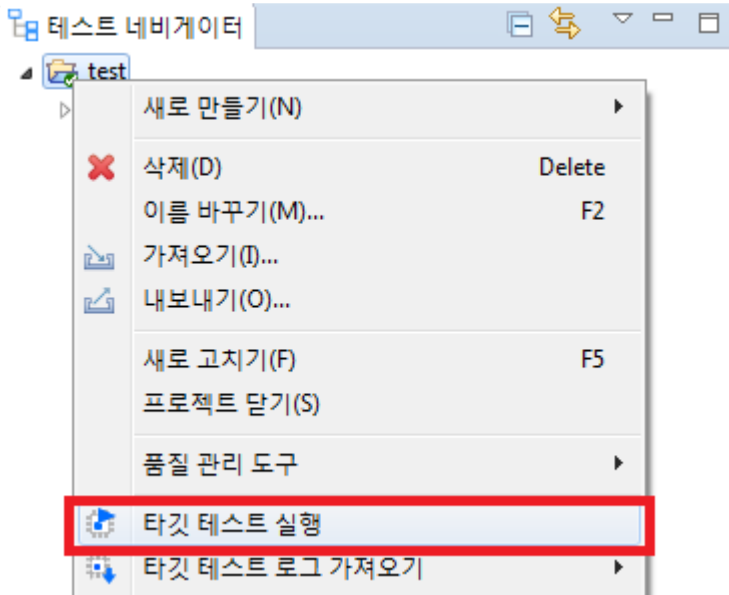 테스트 네비게이터
test
새로 만들기(N)
삭제(D) Delete
이름 바꾸기(M)... F2
가져오기(I)...
내보내기(O)...
새로 고치기(F) F5
프로젝트 닫기(S)
품질 관리 도구
타깃 테스트 실행
타깃 테스트 로그 가져오기